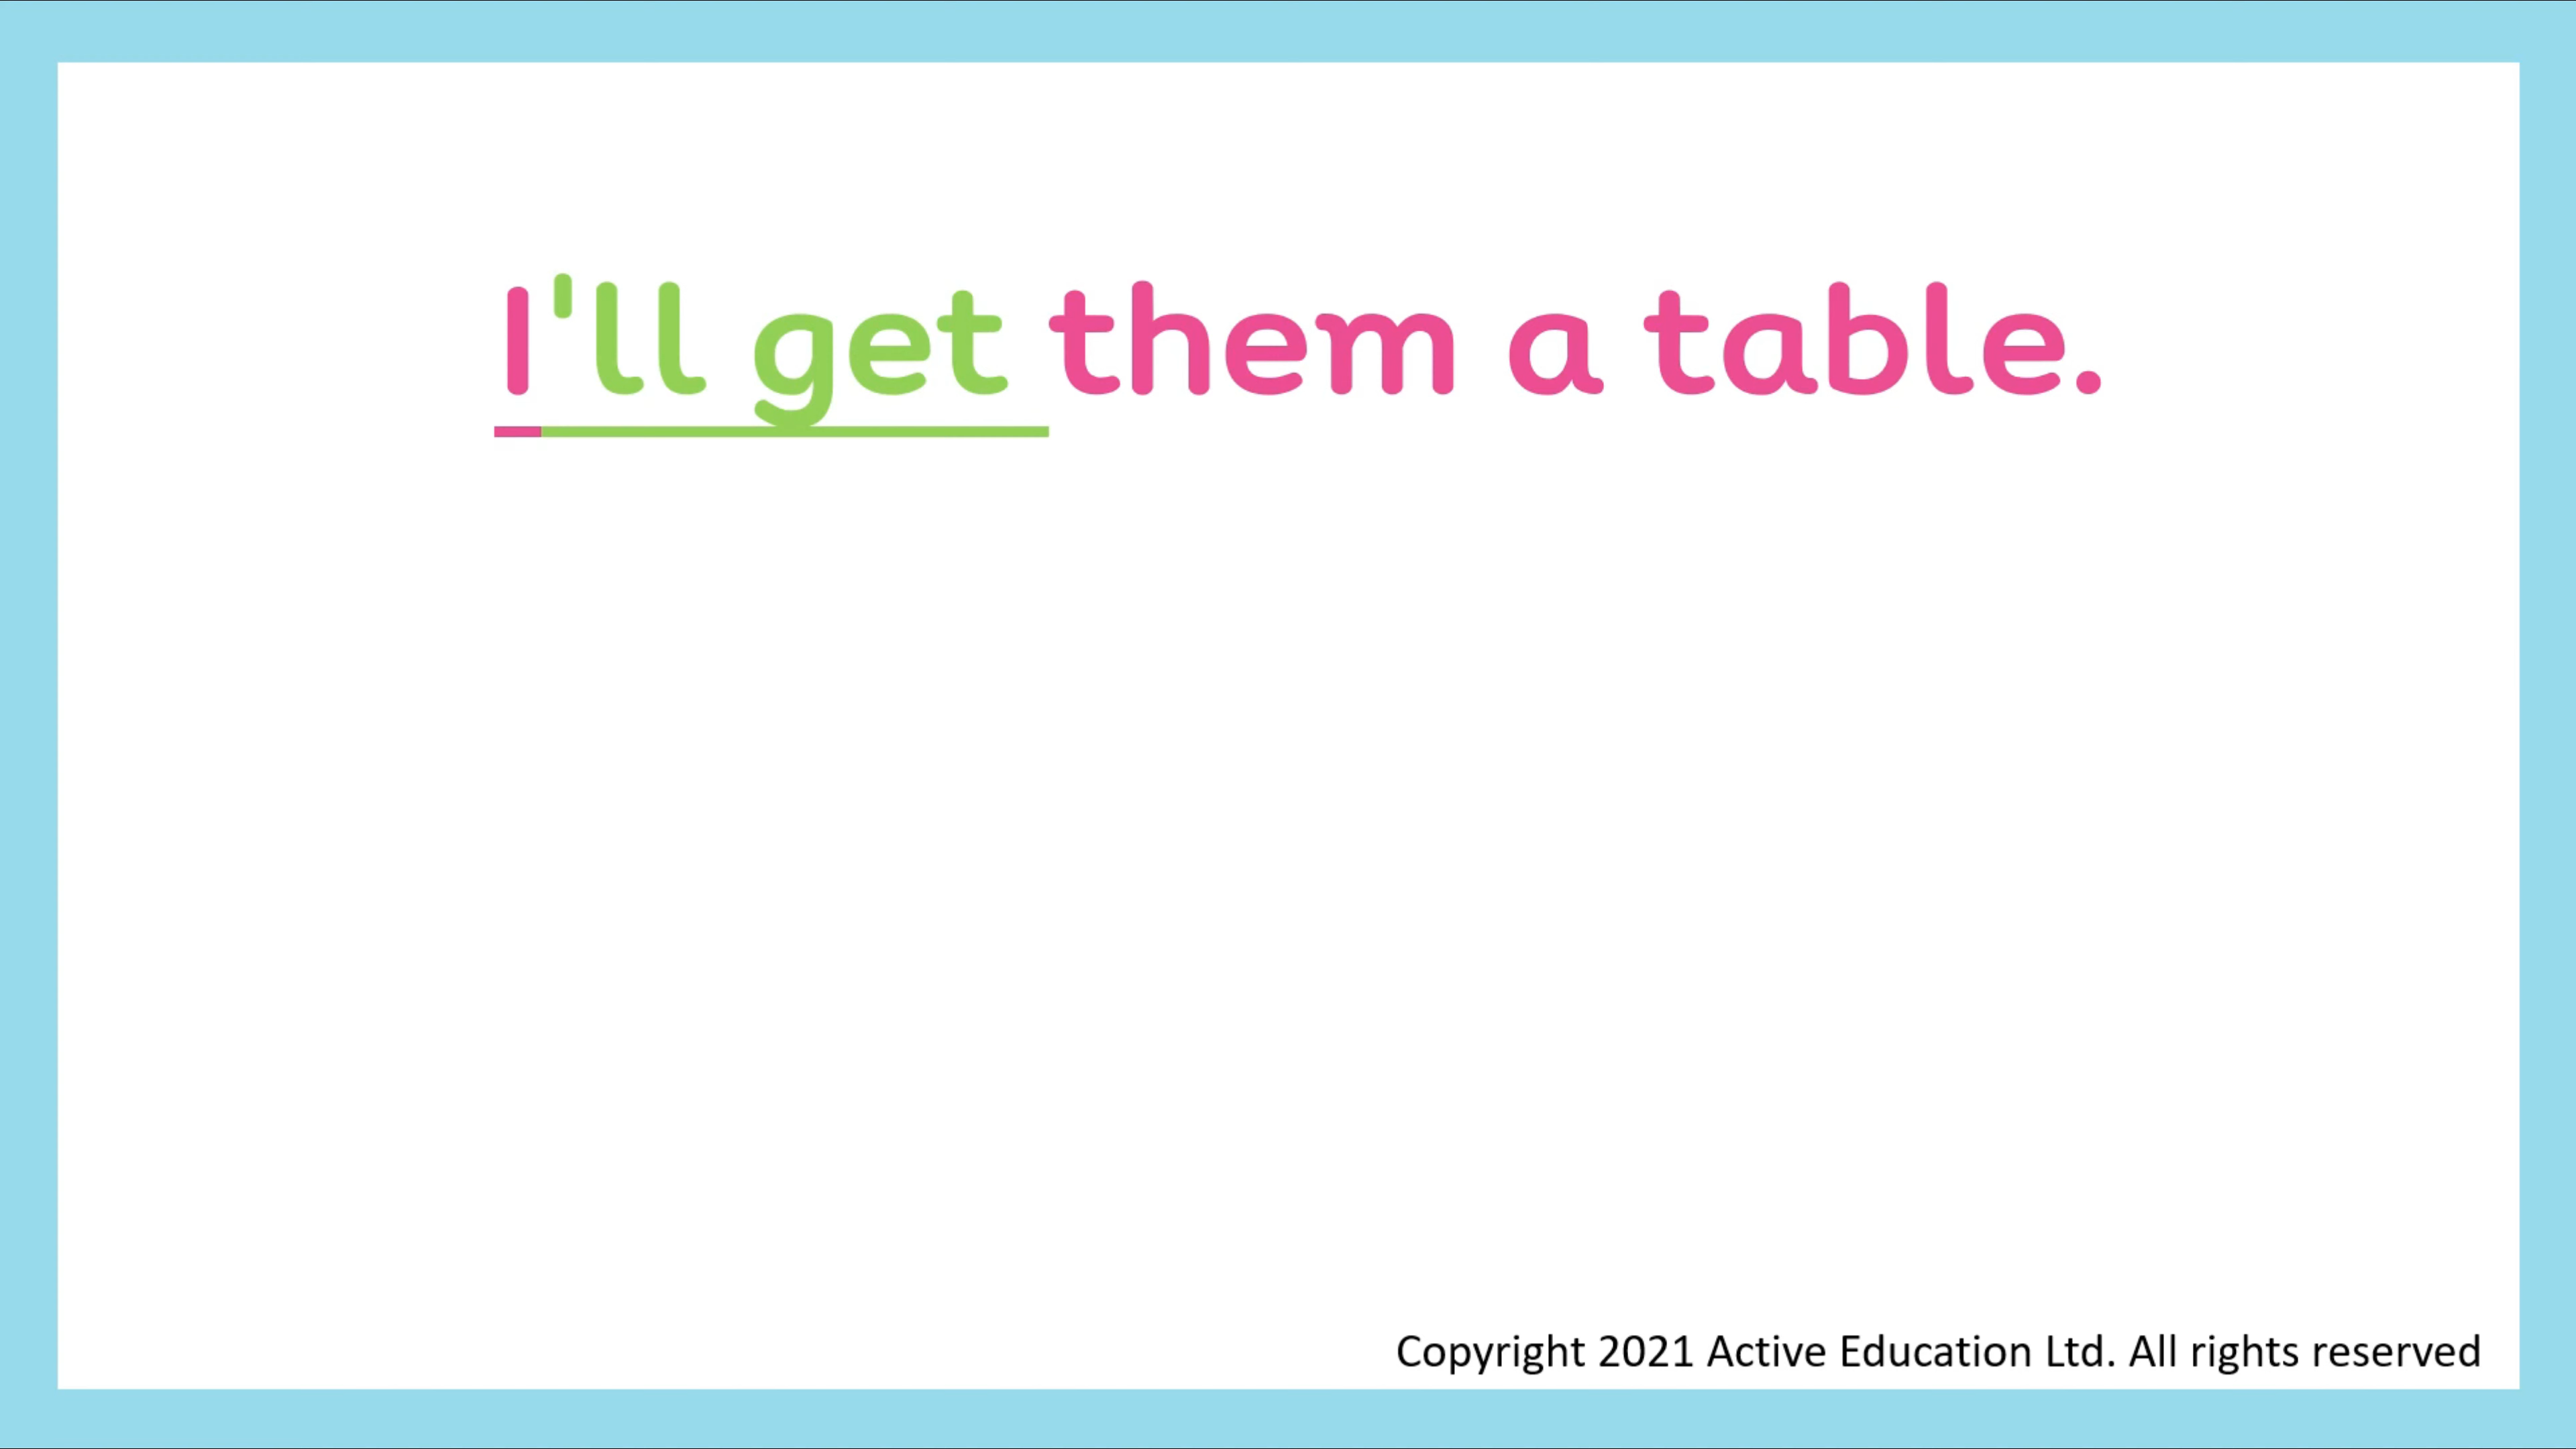 I'll get them a table.
Copyright 2021 Active Education Ltd. All rights reserved